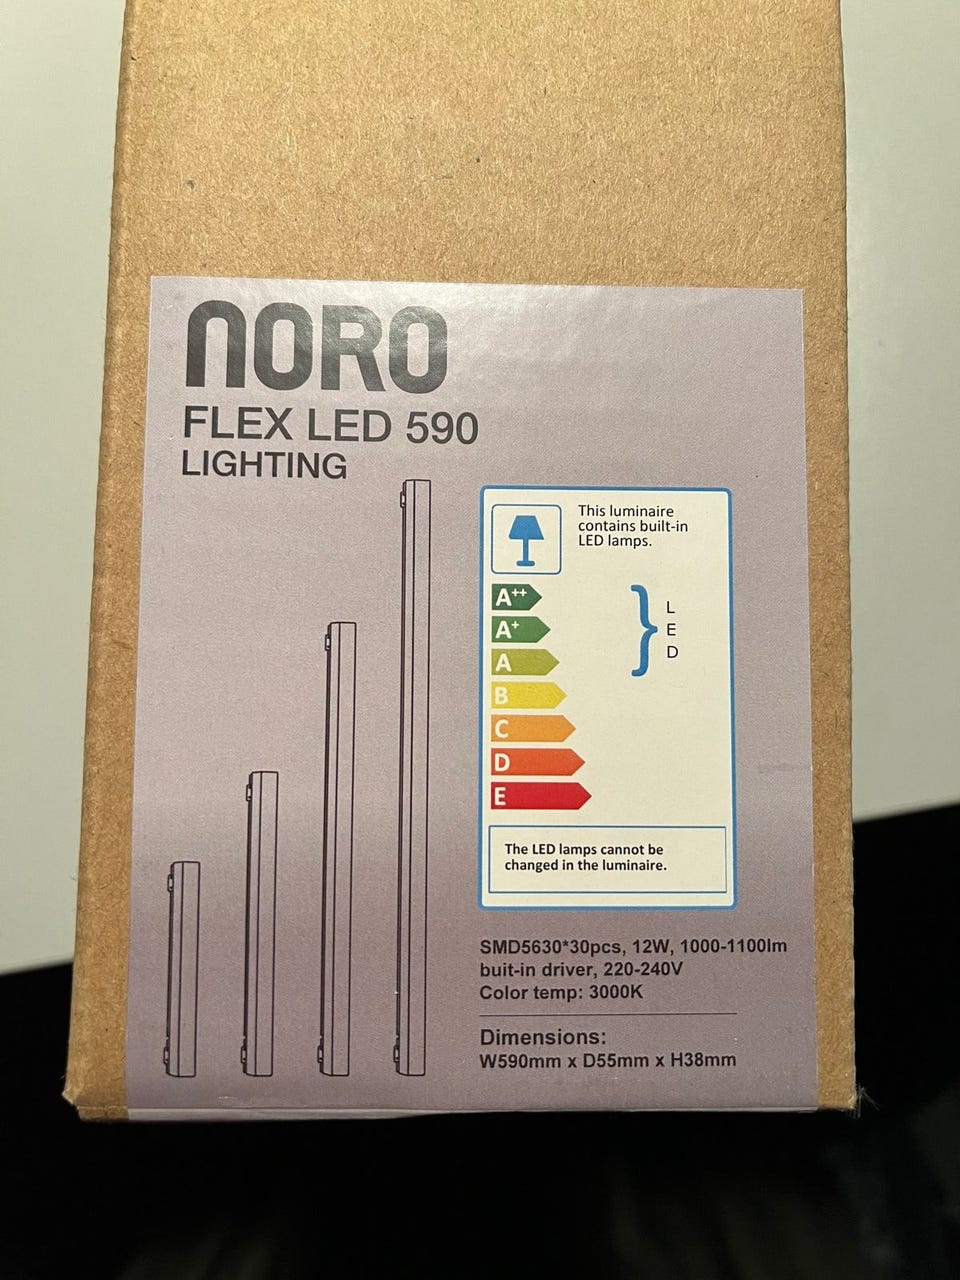 NORO
FLEX LED 590
LIGHTING
This luminaire
contains built-in
LED lamps.
A++
A+
A
B
C
D
E
L
E
D
The LED lamps cannot be
changed in the luminaire.
SMD5630*30pcs, 12W, 1000-1100lm
buit-in driver, 220-240V
Color temp: 3000K
Dimensions:
W590mm x D55mm x H38mm